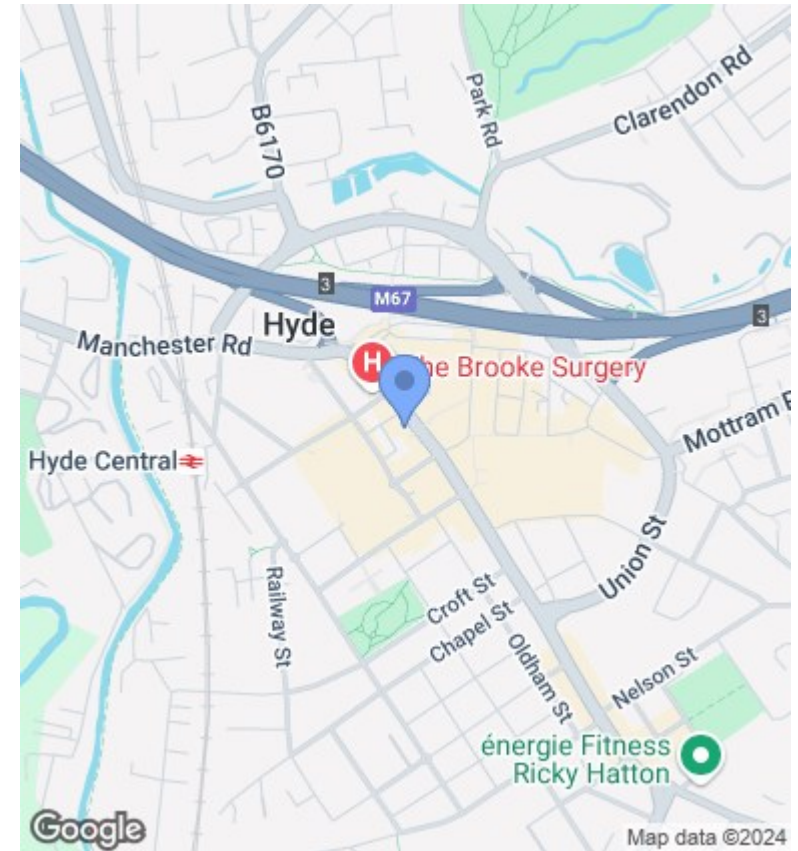 Park Rd
Clarendon Rd
B6170
3
M67
3
Hyde
Manchester Rd
H
he Brooke Surgery
Mottram
Hyde Central
Union St
Railway St
Croft St
Chapel St
Oldham St
Nelson St
énergie Fitness
Ricky Hatton
Google
Map data ©2024